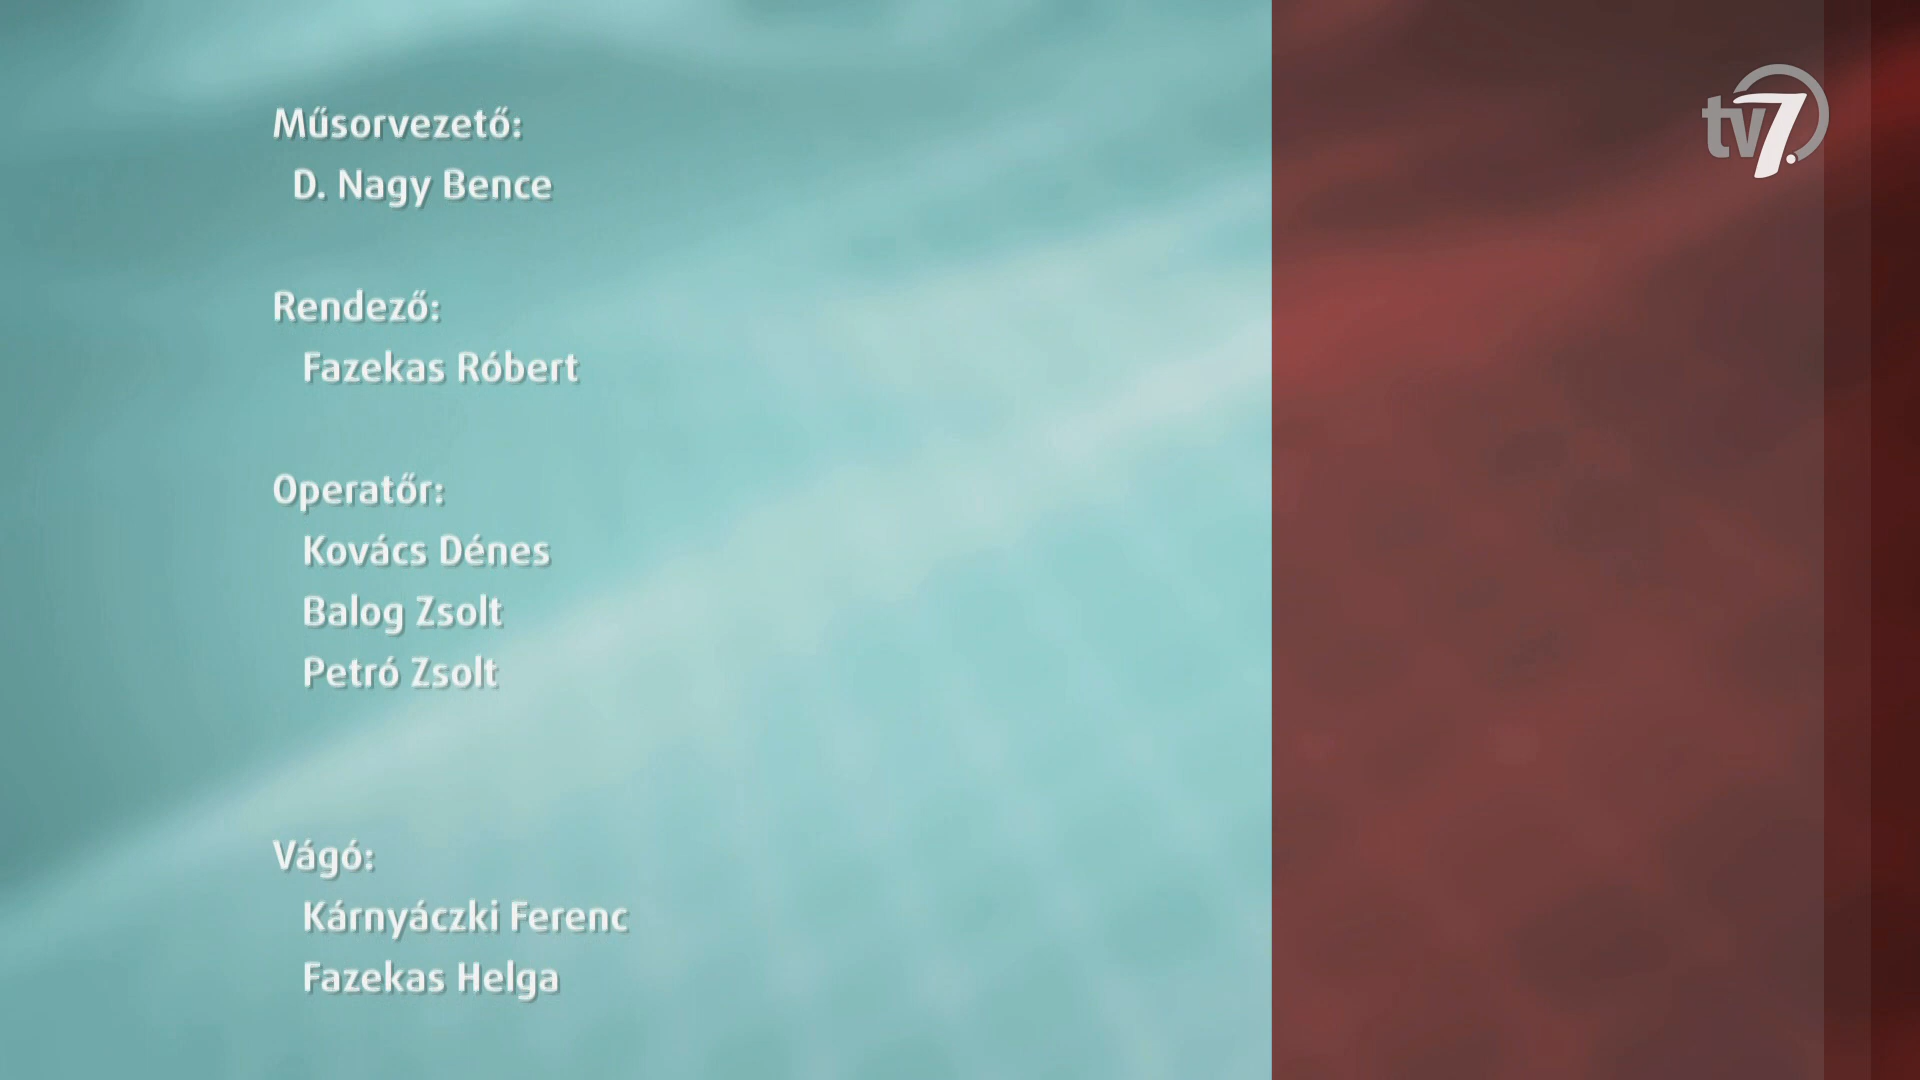 Műsorvezető:
D. Nagy Bence
Rendező:
Fazekas Róbert
Operatőr:
Kovács Dénes
Balog Zsolt
Petró Zsolt
Vágó:
Kárnyáczki Ferenc
Fazekas Helga
tv7.